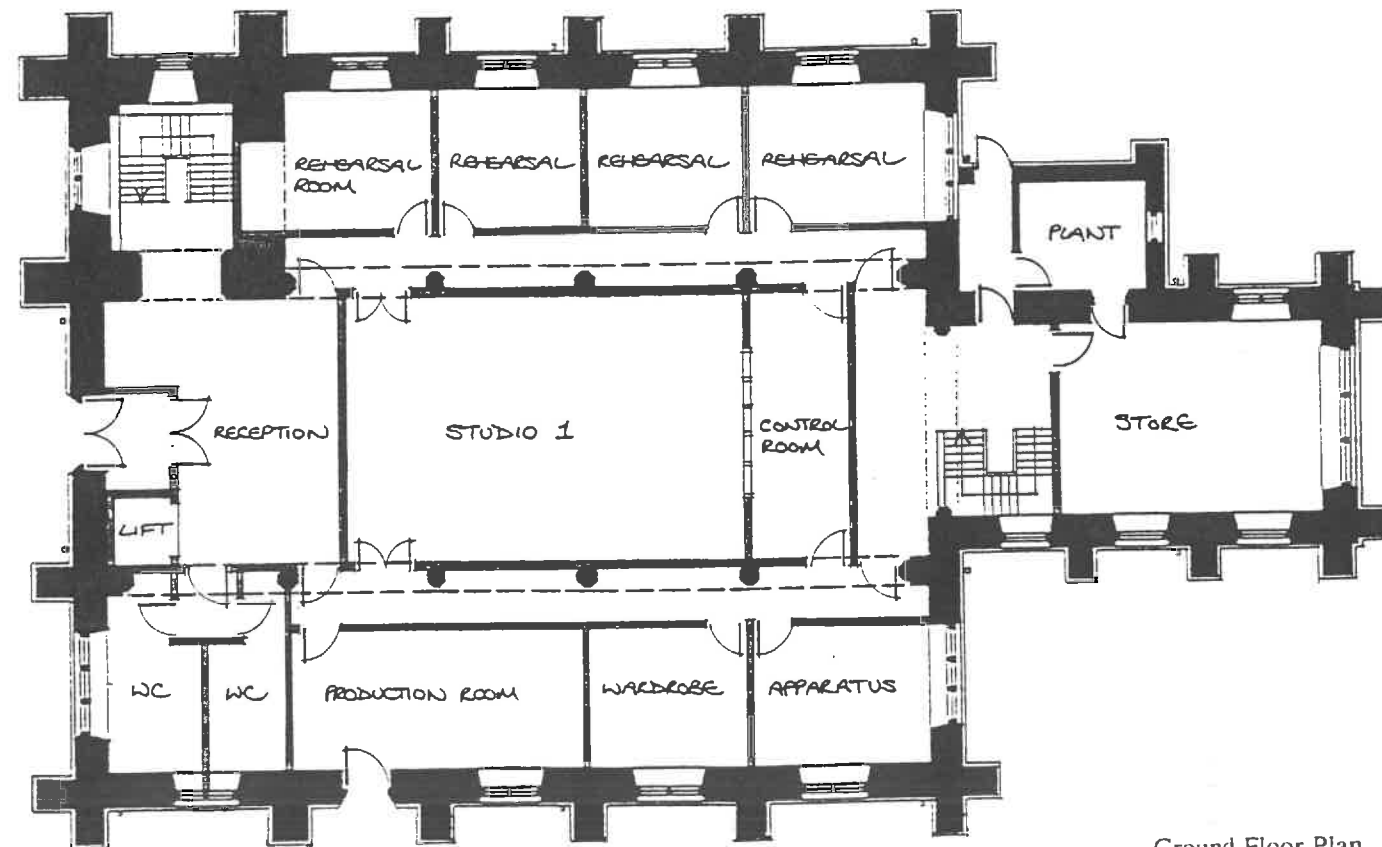 REHEARSAL
ROOM
REHEARSAL
REHEARSAL
REHEARSAL
PLANT
RECEPTION
STUDIO 1
CONTROL
ROOM
STORE
LIFT
WC
WC
PRODUCTION ROOM
WARDROBE
APPARATUS
Ground Floor Plan